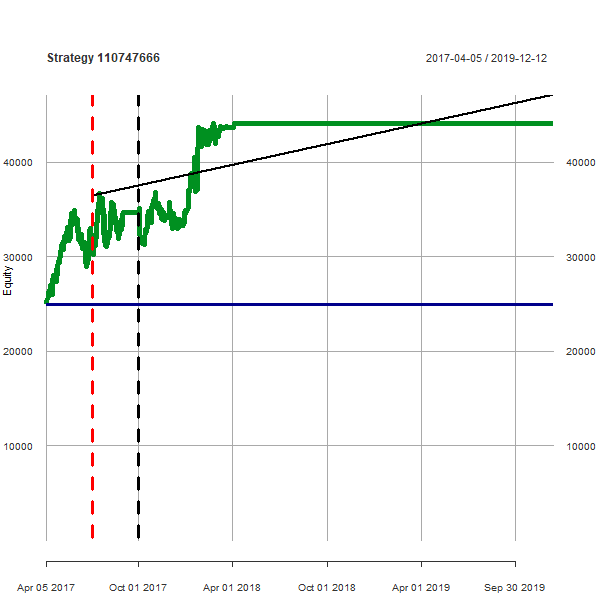 Strategy 110747666
2017-04-05 / 2019-12-12
40000
40000
30000
30000
Equity
20000
20000
10000
10000
Apr 05 2017
Oct 01 2017
Apr 01 2018
Oct 01 2018
Apr 01 2019
Sep 30 2019